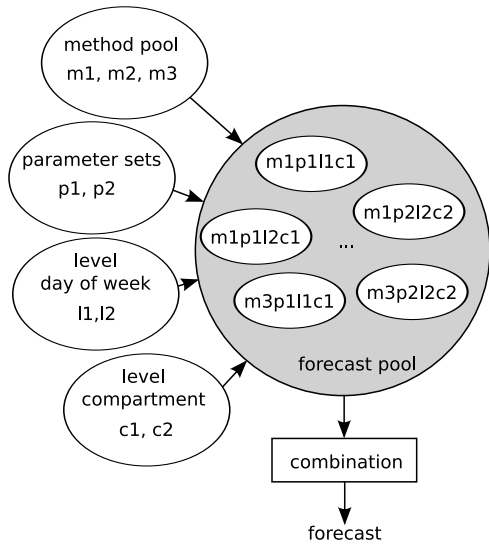 method pool
m1, m2, m3
parameter sets
p1, p2
level
day of week
l1,l2
level
compartment
c1, c2
m1p1l1c1
m1p2l2c2
m1p1l2c1
...
m3p1l1c1
m3p2l2c2
forecast pool
combination
forecast